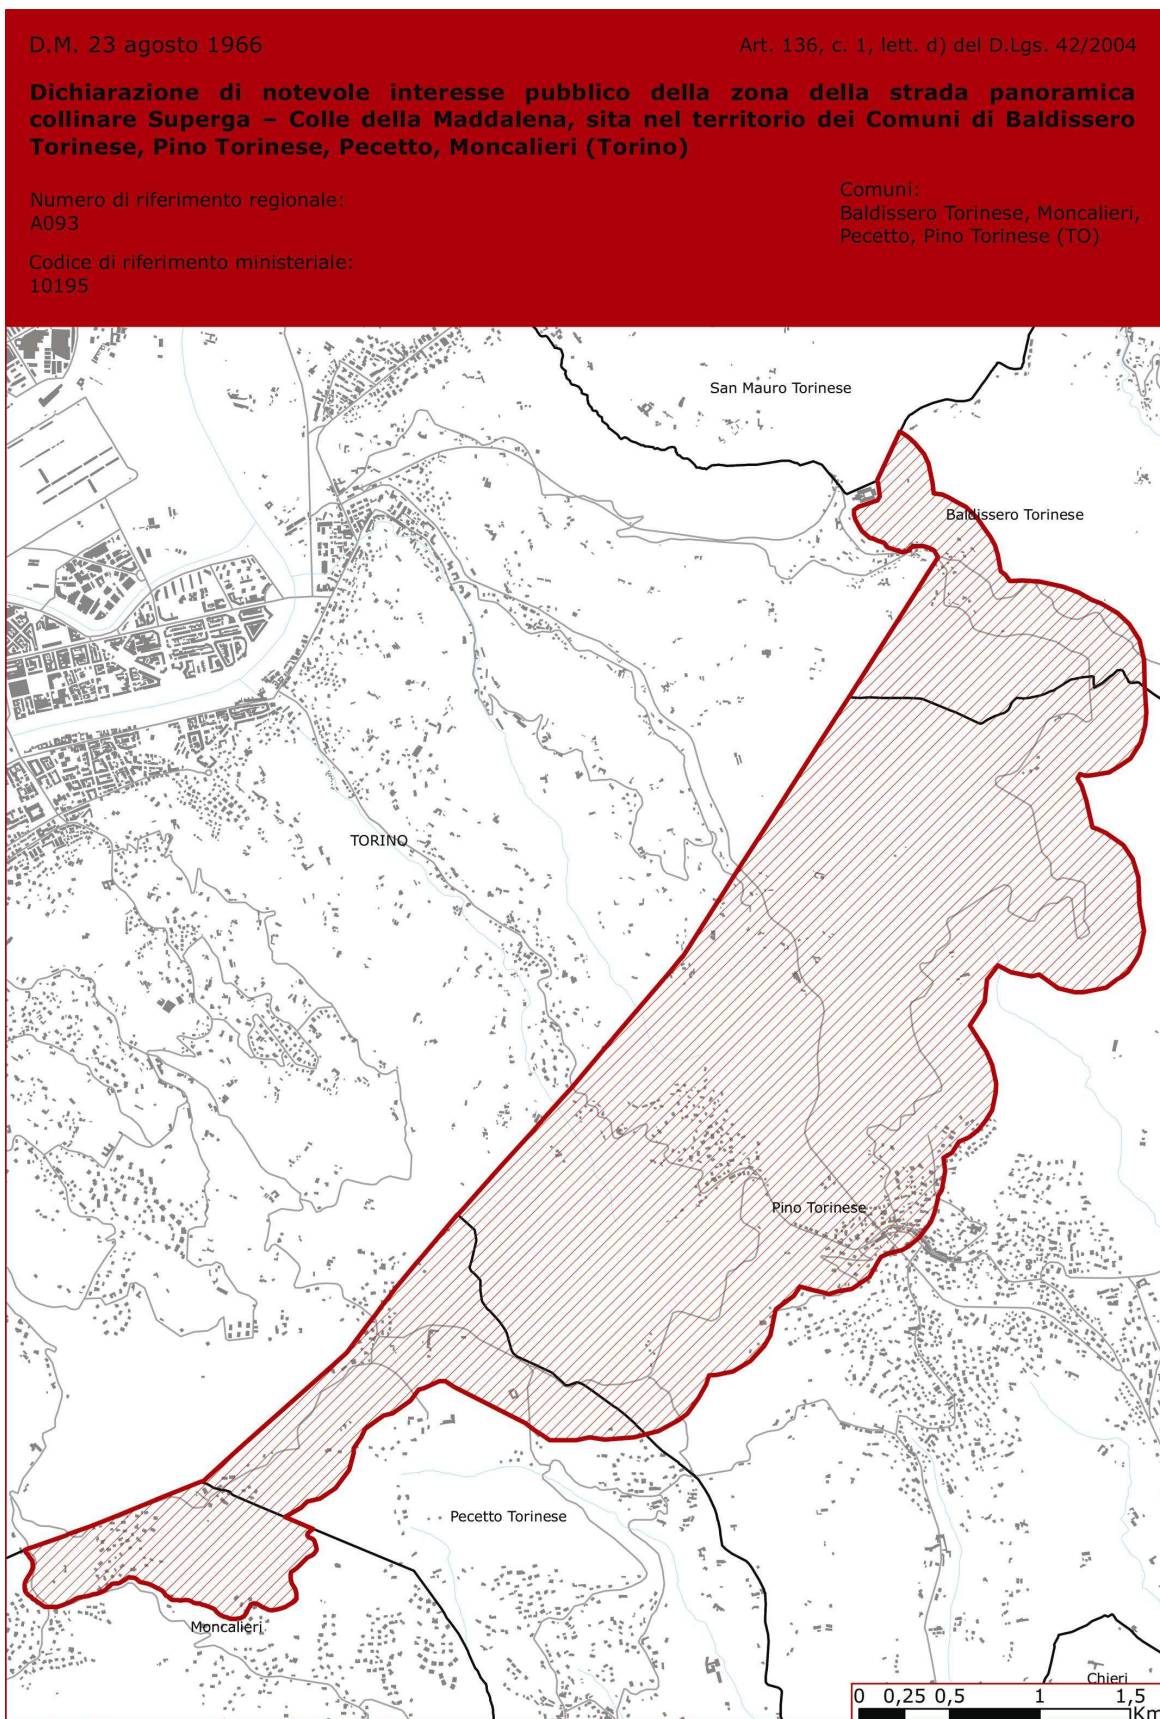 D.M. 23 agosto 1966
Art. 136, c. 1, lett. d) del D.Lgs. 42/2004
Dichiarazione di notevole interesse pubblico della zona della strada panoramica
collinare Superga – Colle della Maddalena, sita nel territorio dei Comuni di Baldissero
Torinese, Pino Torinese, Pecetto, Moncalieri (Torino)
Numero di riferimento regionale:
A093
Codice di riferimento ministeriale:
10195
Comuni:
Baldissero Torinese, Moncalieri,
Pecetto, Pino Torinese (TO)
San Mauro Torinese
Baldissero Torinese
TORINO
Pino Torinese
Pecetto Torinese
Moncalieri
Chieri
0 0,25 0,5 1 1,5
Km